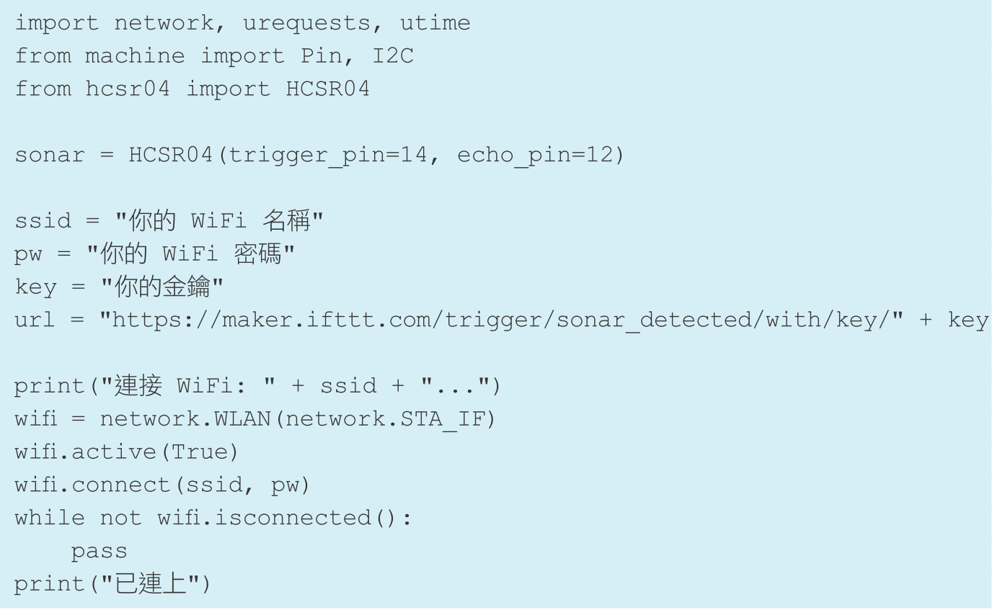 import network, urequests, utime
from machine import Pin, I2C
from hcsr04 import HCSR04
sonar = HCSR04(trigger_pin=14, echo_pin=12)
ssid = "你的 WiFi 名稱"
pw = "你的 WiFi 密碼"
key = "你的金鑰"
url = "https://maker.ifttt.com/trigger/sonar_detected/with/key/" + key
print("連接 WiFi: " + ssid + "...")
wifi = network.WLAN(network.STA_IF)
wifi.active(True)
wifi.connect(ssid, pw)
while not wifi.isconnected():
    pass
print("已連上")